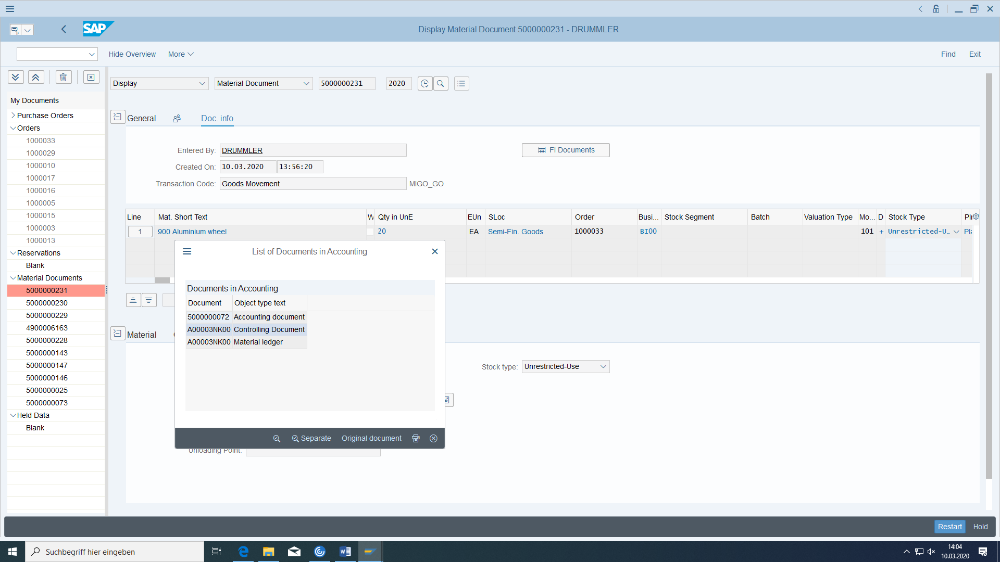 SAP
Display Material Document 5000000231 - DRUMMLER
Hide Overview
More
Find
Exit
Display
Material Document
5000000231
2020
My Documents
Purchase Orders
Orders
1000033
1000029
1000010
1000017
1000016
1000005
1000015
1000003
1000013
Reservations
Blank
Material Documents
5000000231
5000000230
5000000229
4900006163
5000000228
5000000143
5000000147
5000000146
5000000025
5000000073
Held Data
Blank
General
Doc. info
Entered By: DRUMMLER
FI Documents
Created On: 10.03.2020 13:56:20
Transaction Code: Goods Movement MIGO_GO
Line Mat. Short Text W Qty in UnE EUn SLoc Order Busi... Stock Segment Batch Valuation Type Mo... D Stock Type
1 900 Aluminium wheel 20 EA Semi-Fin. Goods 1000033 BI00 101 + Unrestricted-U...
List of Documents in Accounting
Documents in Accounting
Document Object type text
5000000072 Accounting document
A00003NK00 Controlling Document
A00003NK00 Material ledger
Separate
Original document
Material
Stock type: Unrestricted-Use
Unloading Point:
Restart
Hold
Suchbegriff hier eingeben
14:04
10.03.2020